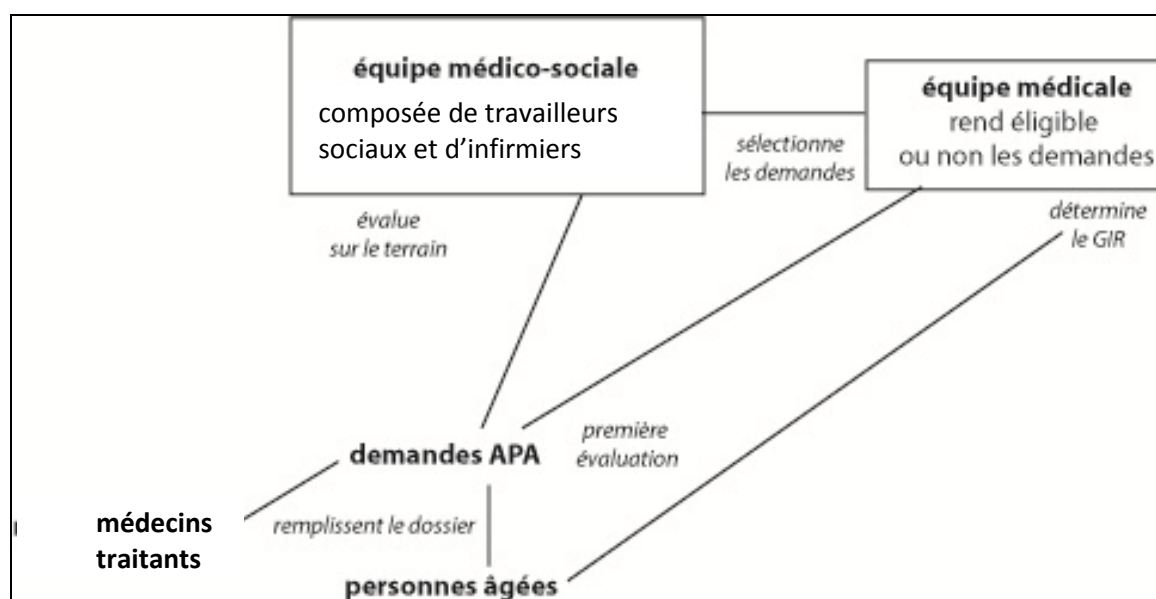 équipe médico-sociale
composée de travailleurs
sociaux et d’infirmiers
équipe médicale
rend éligible
ou non les demandes
sélectionne
les demandes
évalue
sur le terrain
détermine
le GIR
première
évaluation
demandes APA
médecins
traitants
remplissent le dossier
personnes âgées